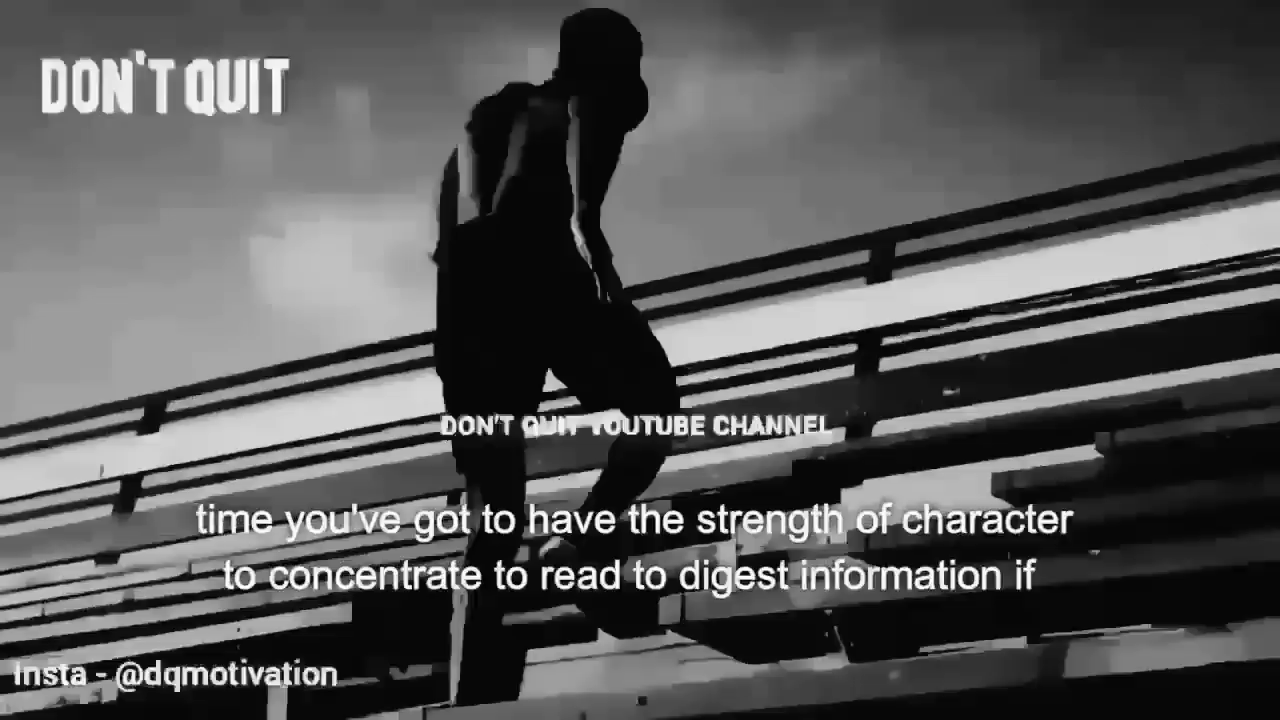 DON'T QUIT
DON'T QUIT YOUTUBE CHANNEL
time you've got to have the strength of character
to concentrate to read to digest information if
Insta - @dqmotivation